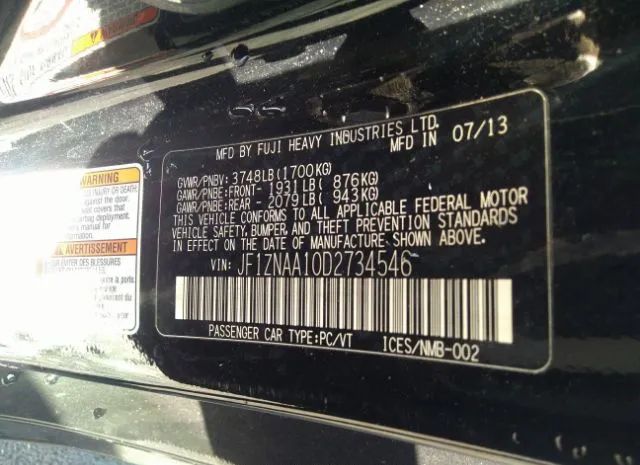 WARNING
INJURY OR DEATH:
MFD BY FUJI HEAVY INDUSTRIES LTD.
MFD IN 07/13
GVWR/PNBV: 3748LB(1700KG)
GAWR/PNBE:FRONT- 1931LB( 876KG)
GAWR/PNBE:REAR - 2079LB( 943KG)
THIS VEHICLE CONFORMS TO ALL APPLICABLE FEDERAL MOTOR
VEHICLE SAFETY,BUMPER,AND THEFT PREVENTION STANDARDS
IN EFFECT ON THE DATE OF MANUFACTURE SHOWN ABOVE.
VIN: JF1ZNAA10D2734546
PASSENGER CAR TYPE:PC/VT ICES/NMB-002